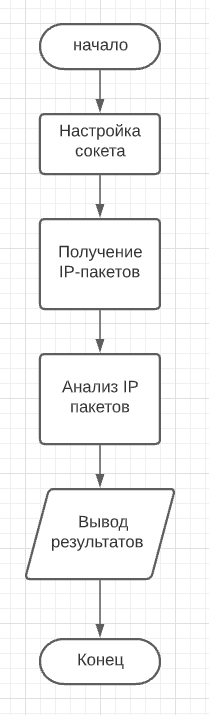 начало
Настройка
сокета
Получение
IP-пакетов
Анализ IP
пакетов
Вывод
результатов
Конец